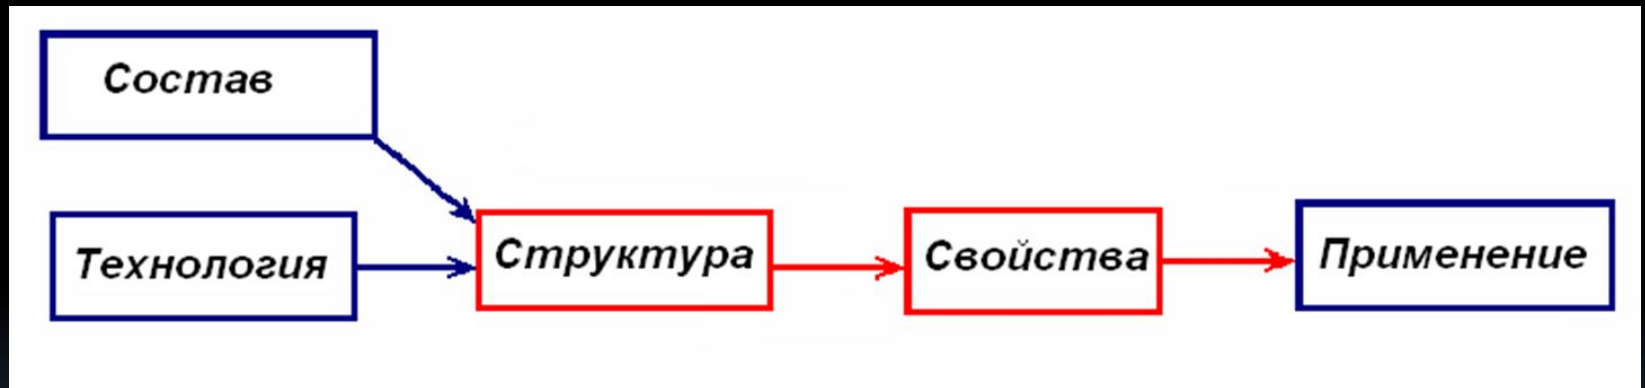 Состав
Технология
Структура
Свойства
Применение